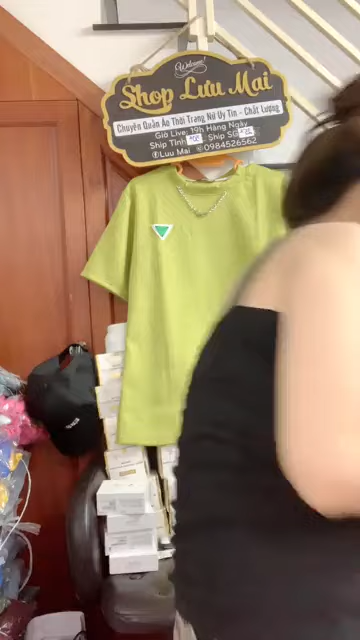 Welcome!
Shop Lưu Mai
Chuyên Quần Áo Thời Trang Nữ Uy Tín - Chất Lượng
Giờ Live: 19h Hàng Ngày
Ship Tỉnh Ship SG
Lưu Mai 0984526562